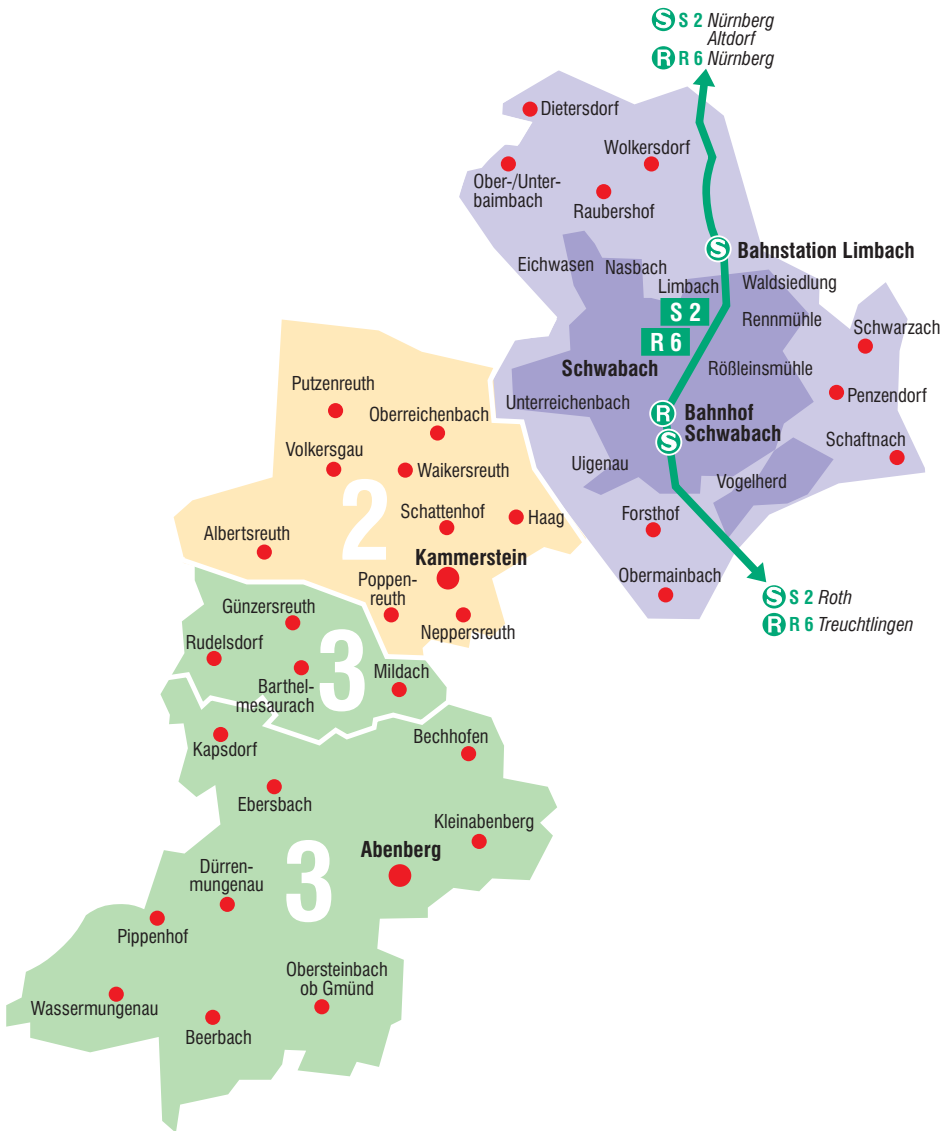 S S 2 Nürnberg
Altdorf
R R 6 Nürnberg
Dietersdorf
Wolkersdorf
Ober-/Unter-
baimbach
Raubershof
S Bahnstation Limbach
Eichwasen
Nasbach
Limbach
Waldsiedlung
S 2
R 6
Rennmühle
Schwarzach
Schwabach
Rößleinsmühle
Unterreichenbach
Penzendorf
R Bahnhof
S Schwabach
Schaftnach
Uigenau
Vogelherd
Forsthof
Obermainbach
S S 2 Roth
R R 6 Treuchtlingen
Putzenreuth
Oberreichenbach
Volkersgau
Waikersreuth
2
Schattenhof
Haag
Albertsreuth
Kammerstein
Poppen-
reuth
Neppersreuth
Günzersreuth
Rudelsdorf
3
Barthel-
mesaurach
Mildach
Kapsdorf
Bechhofen
Ebersbach
Kleinabenberg
Abenberg
3
Dürren-
mungenau
Pippenhof
Obersteinbach
ob Gmünd
Wassermungenau
Beerbach